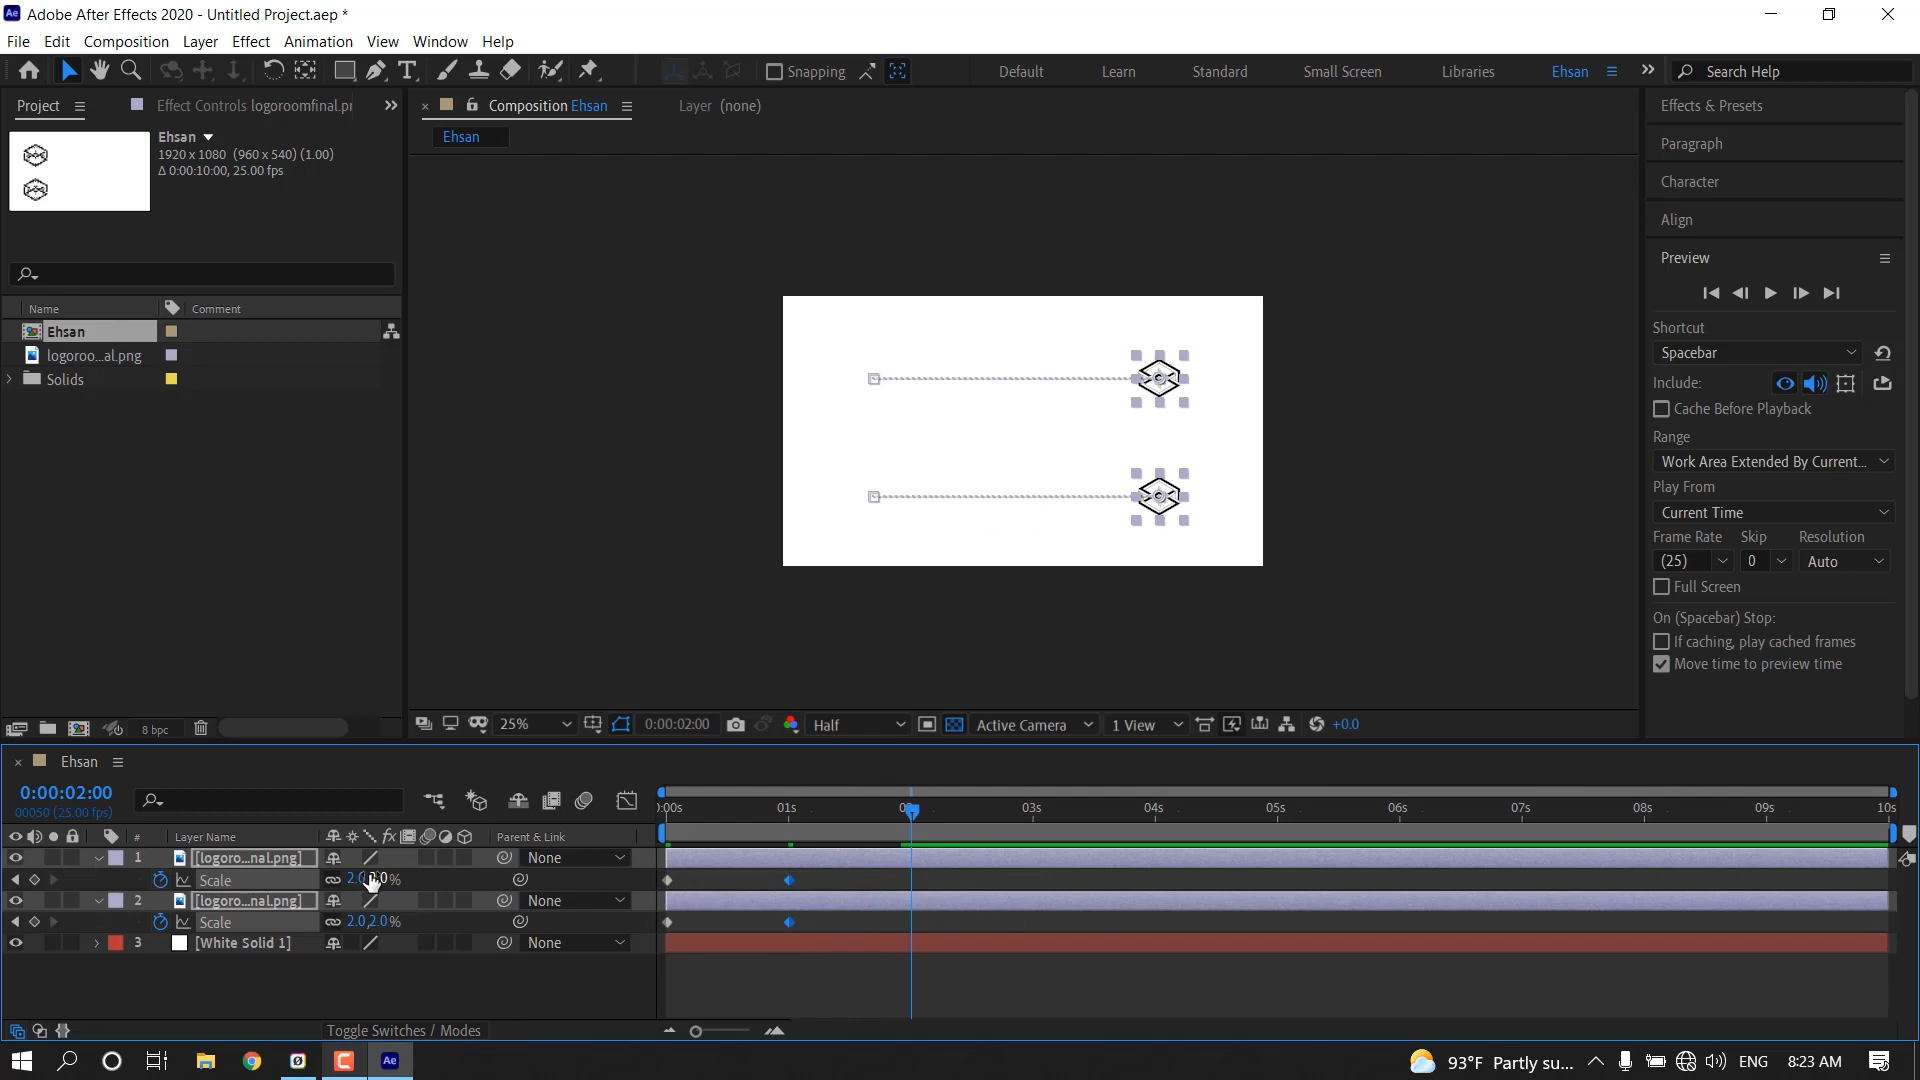 Adobe After Effects 2020 - Untitled Project.aep *
File Edit Composition Layer Effect Animation View Window Help
Snapping Default Learn Standard Small Screen Libraries Ehsan Search Help
Project Effect Controls logoroomfinal.pr Composition Ehsan Layer (none) Effects & Presets
Ehsan
1920 x 1080 (960 x 540) (1.00)
Δ 0:00:10:00, 25.00 fps
Ehsan
Paragraph
Character
Align
Preview
Name Comment
Ehsan
logoroo...al.png
Solids
Shortcut
Spacebar
Include:
Cache Before Playback
Range
Work Area Extended By Current...
Play From
Current Time
Frame Rate Skip Resolution
(25) 0 Auto
Full Screen
On (Spacebar) Stop:
If caching, play cached frames
Move time to preview time
8 bpc 25% 0:00:02:00 Half Active Camera 1 View +0.0
Ehsan
0:00:02:00
00050 (25.00 fps)
0:00s 01s 03s 04s 05s 06s 07s 08s 09s 10s
# Layer Name fx Parent & Link
1 [logoro...nal.png] None
Scale %
2 [logoro...nal.png] None
Scale 2.0,2.0%
3 [White Solid 1] None
Toggle Switches / Modes
Ae 93°F Partly su... ENG 8:23 AM